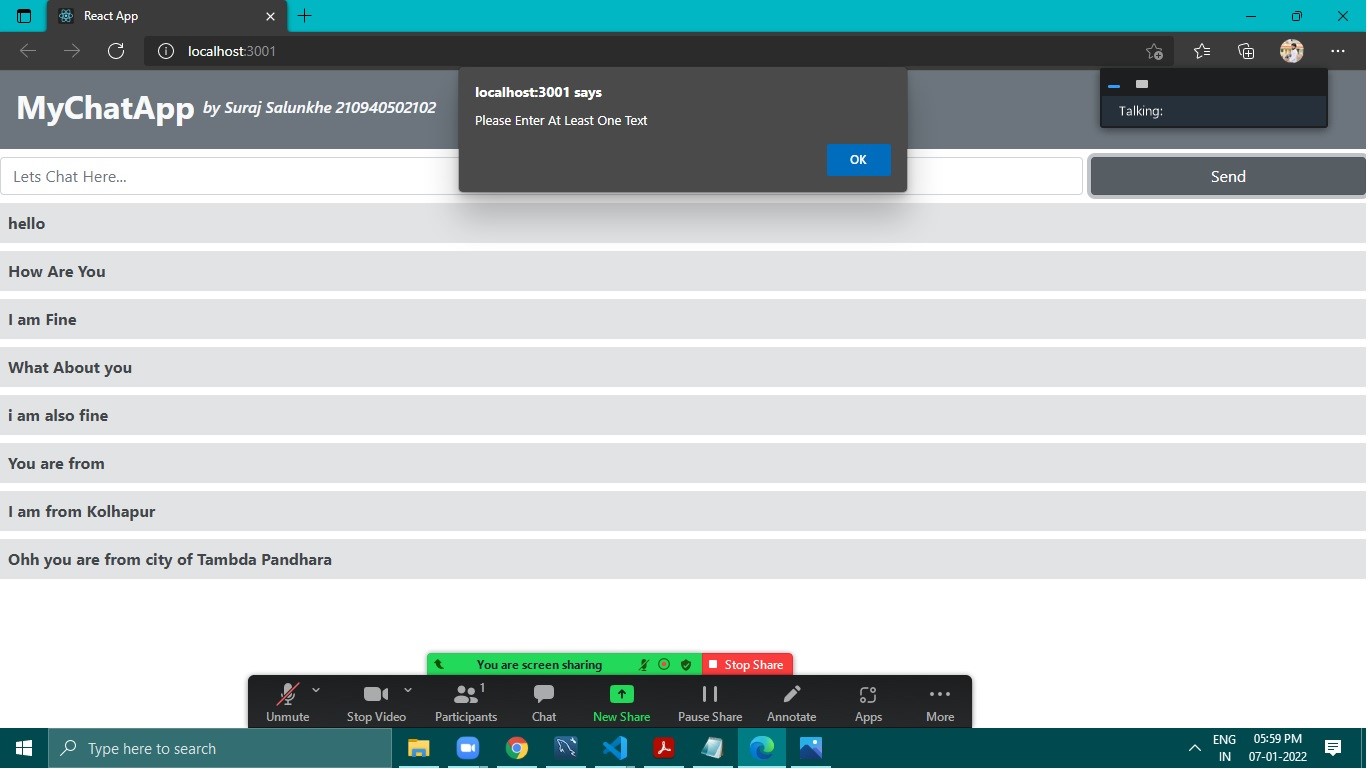 React App
localhost:3001
MyChatApp by Suraj Salunkhe 210940502102
localhost:3001 says
Please Enter At Least One Text
OK
Talking:
Lets Chat Here...
Send
hello
How Are You
I am Fine
What About you
i am also fine
You are from
I am from Kolhapur
Ohh you are from city of Tambda Pandhara
You are screen sharing
Stop Share
Unmute
Stop Video
1
Participants
Chat
New Share
Pause Share
Annotate
Apps
More
Type here to search
ENG
IN
05:59 PM
07-01-2022